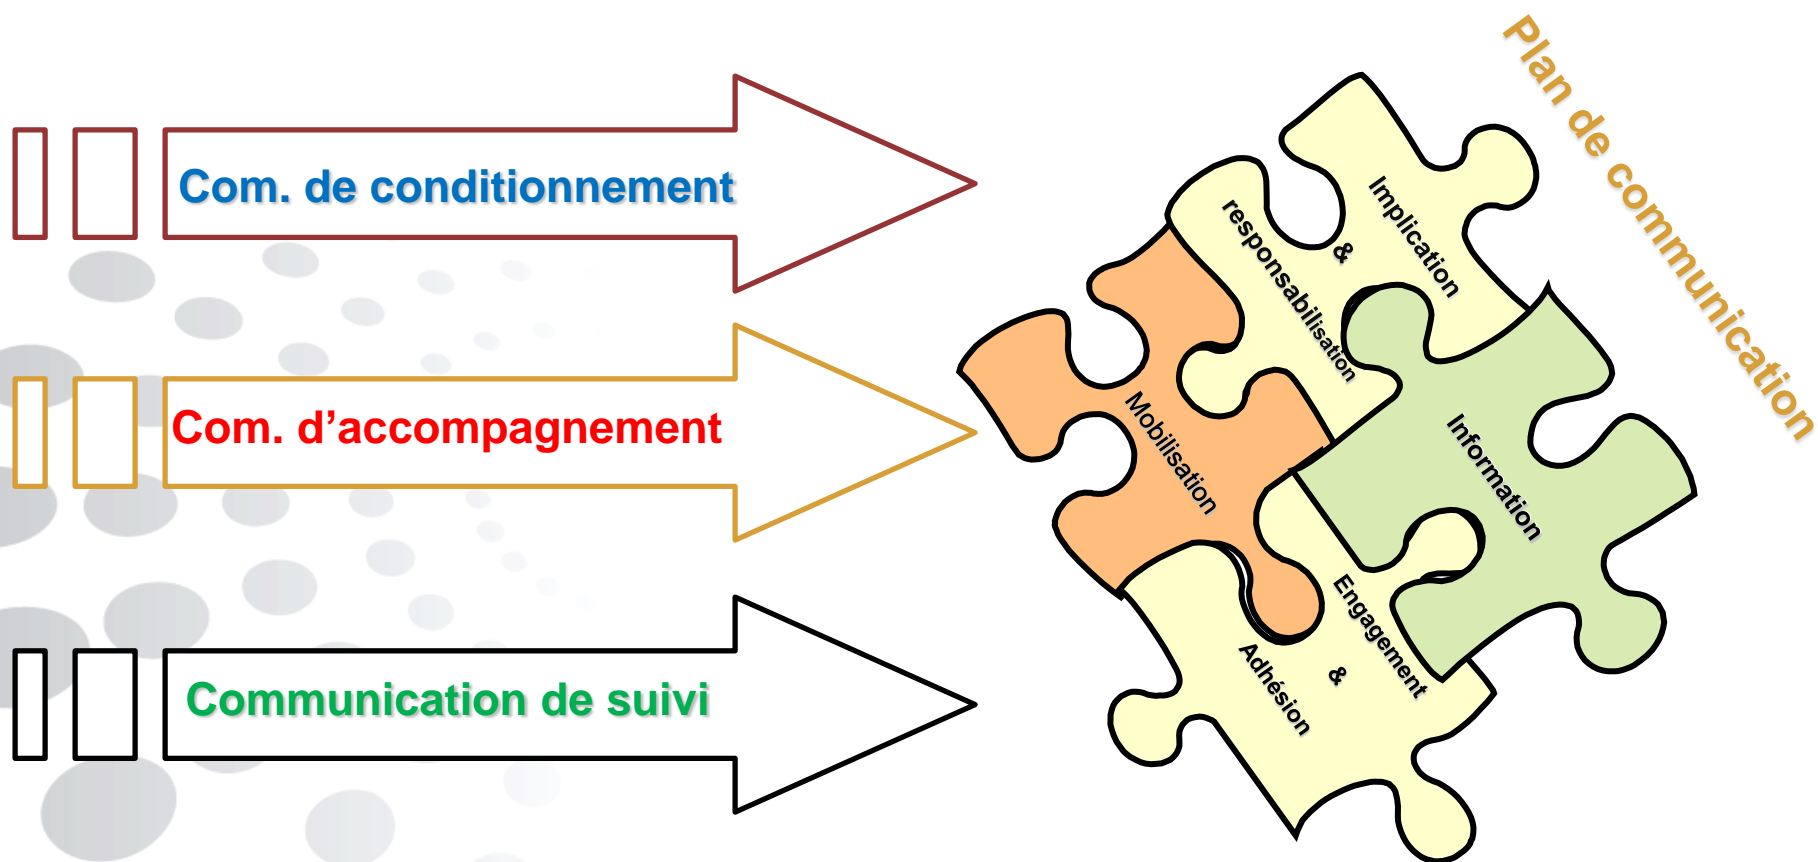 Plan de communication
Com. de conditionnement
Com. d’accompagnement
Communication de suivi
Implication
&
responsabilisation
Mobilisation
Information
Engagement
&
Adhésion